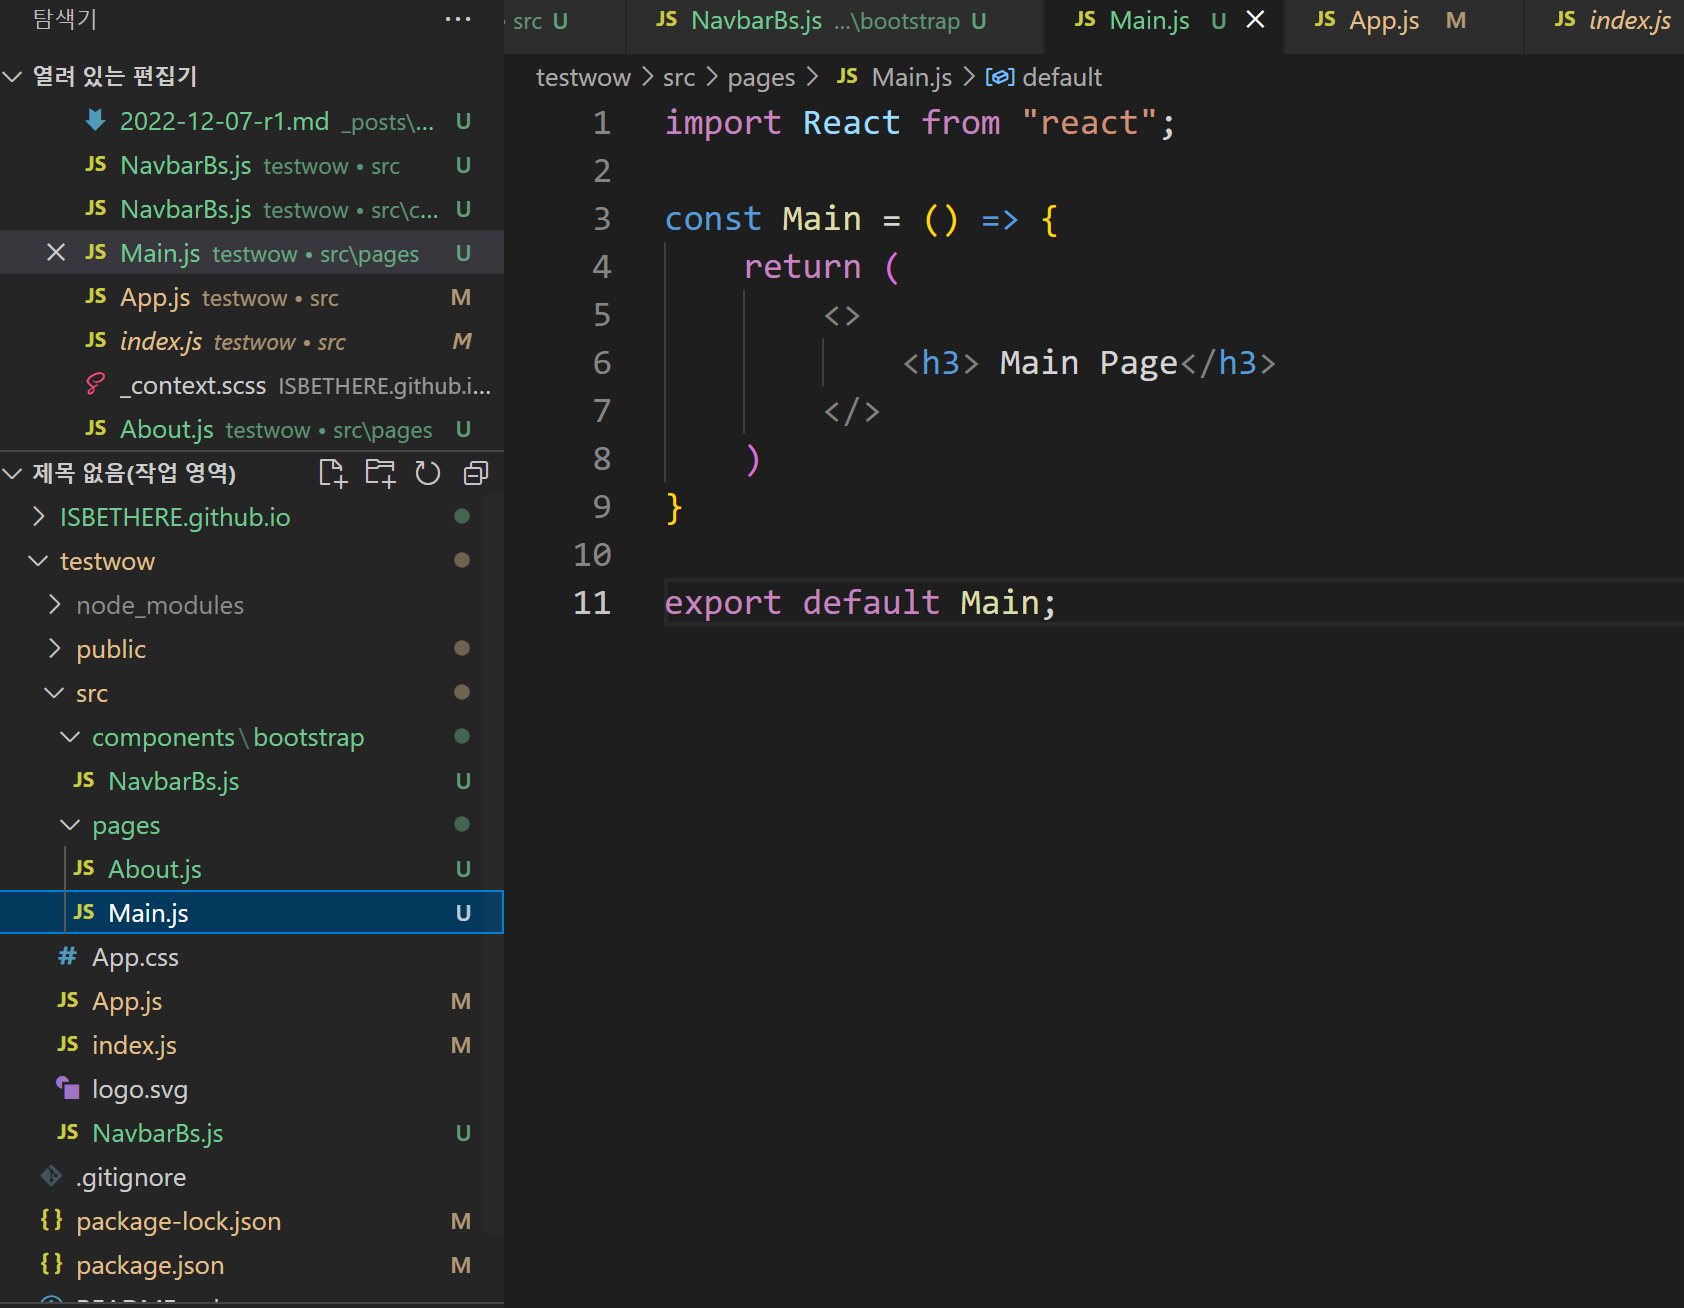 탐색기 ···
열려 있는 편집기
2022-12-07-r1.md _posts\... U
JS NavbarBs.js testwow • src U
JS NavbarBs.js testwow • src\c... U
JS Main.js testwow • src\pages U
JS App.js testwow • src M
JS index.js testwow • src M
_context.scss ISBETHERE.github.i...
JS About.js testwow • src\pages U
제목 없음(작업 영역)
ISBETHERE.github.io
testwow
node_modules
public
src
components\bootstrap
JS NavbarBs.js U
pages
JS About.js U
JS Main.js U
# App.css
JS App.js M
JS index.js M
logo.svg
JS NavbarBs.js U
.gitignore
{} package-lock.json M
{} package.json M
src U
JS NavbarBs.js ...\bootstrap U
JS Main.js U
JS App.js M
JS index.js
testwow > src > pages > JS Main.js > default
1 import React from "react";
2
3 const Main = () => {
4 return (
5 <>
6 <h3> Main Page</h3>
7 </>
8 )
9 }
10
11 export default Main;